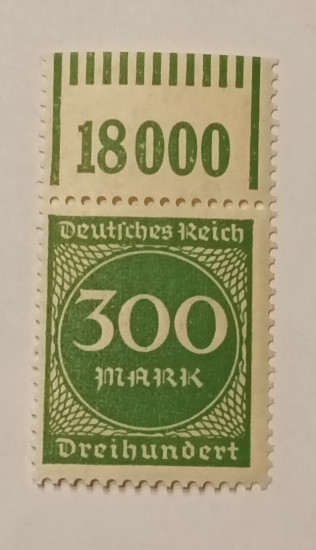 18000
Deutsches Reich
300
MARK
Dreihundert